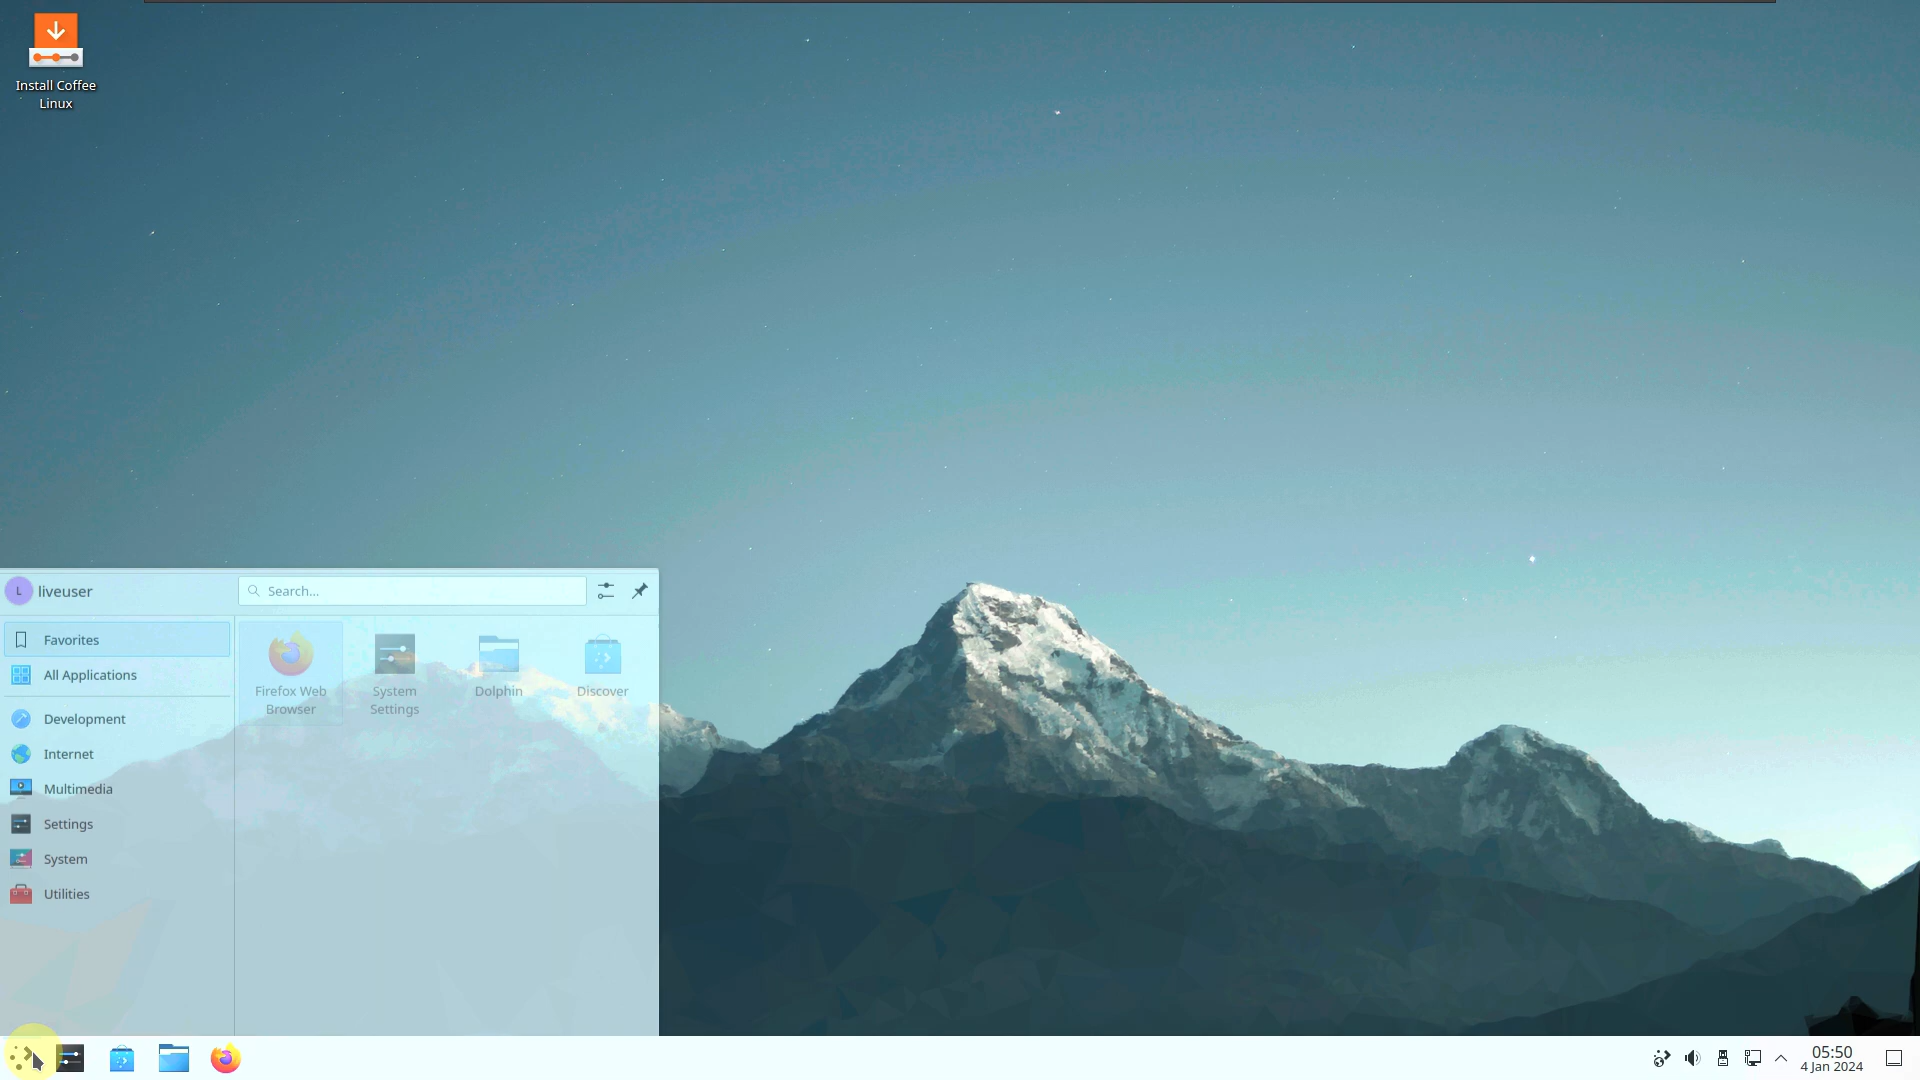 Install Coffee
Linux
L
liveuser
Search...
Favorites
All Applications
Development
Internet
Multimedia
Settings
System
Utilities
Firefox Web
Browser
System
Settings
Dolphin
Discover
05:50
4 Jan 2024